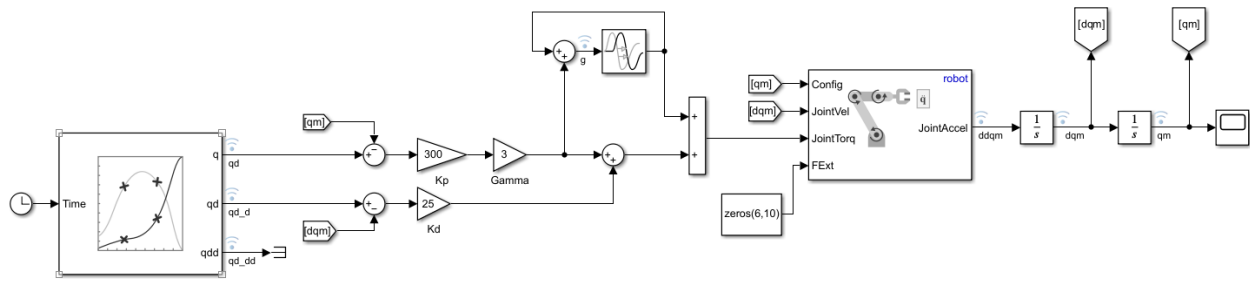 Time
q
qd
qd
qd_d
qdd
qd_dd
[qm]
[dqm]
300
Kp
3
Gamma
25
Kd
g
+
+
+
−
+
−
+
+
+
+
[qm]
[dqm]
zeros(6,10)
robot
Config
JointVel
JointTorq
FExt
q̈
JointAccel
ddqm
1
s
dqm
1
s
qm
[dqm]
[qm]